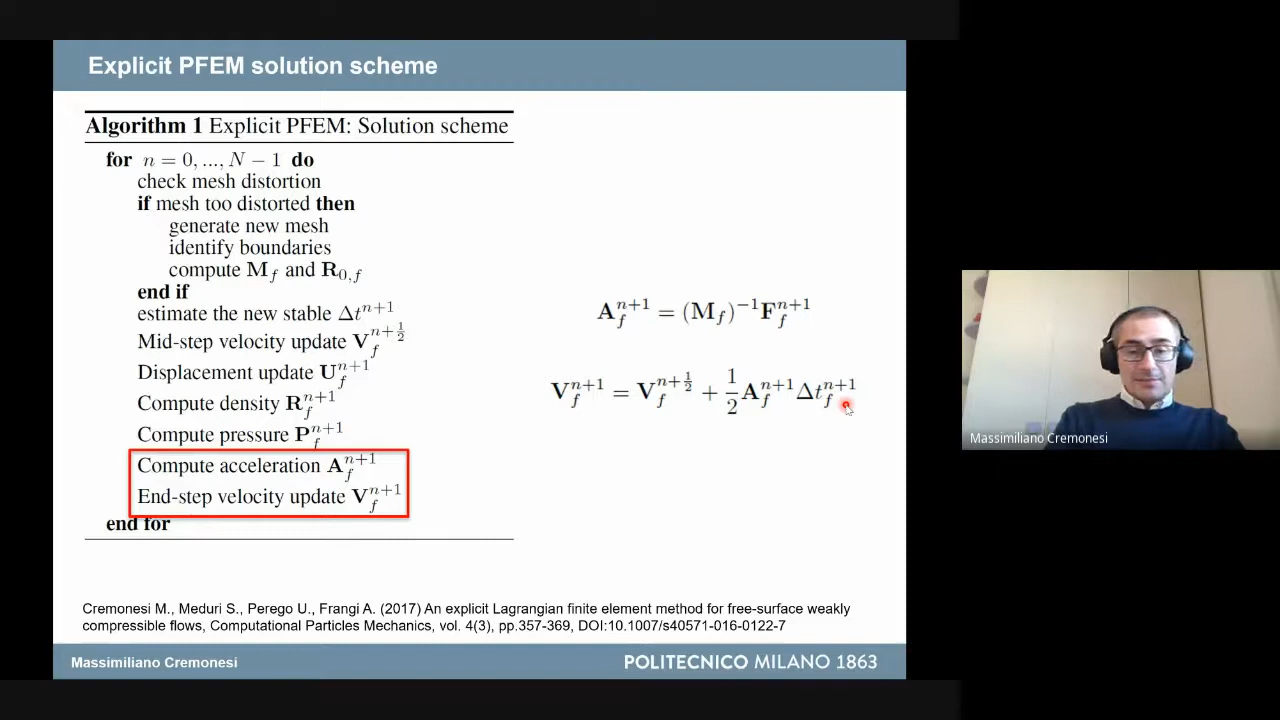 Explicit PFEM solution scheme
Algorithm 1 Explicit PFEM: Solution scheme
for n = 0, ..., N − 1 do
check mesh distortion
if mesh too distorted then
generate new mesh
identify boundaries
compute M_f and R_{0,f}
end if
estimate the new stable Δt^{n+1}
Mid-step velocity update V_f^{n+1/2}
Displacement update U_f^{n+1}
Compute density R_f^{n+1}
Compute pressure P_f^{n+1}
Compute acceleration A_f^{n+1}
End-step velocity update V_f^{n+1}
end for
A_f^{n+1} = (M_f)^{−1} F_f^{n+1}
V_f^{n+1} = V_f^{n+1/2} + 1/2 A_f^{n+1} Δt_f^{n+1}
Cremonesi M., Meduri S., Perego U., Frangi A. (2017) An explicit Lagrangian finite element method for free-surface weakly
compressible flows, Computational Particles Mechanics, vol. 4(3), pp.357-369, DOI:10.1007/s40571-016-0122-7
Massimiliano Cremonesi
POLITECNICO MILANO 1863
Massimiliano Cremonesi